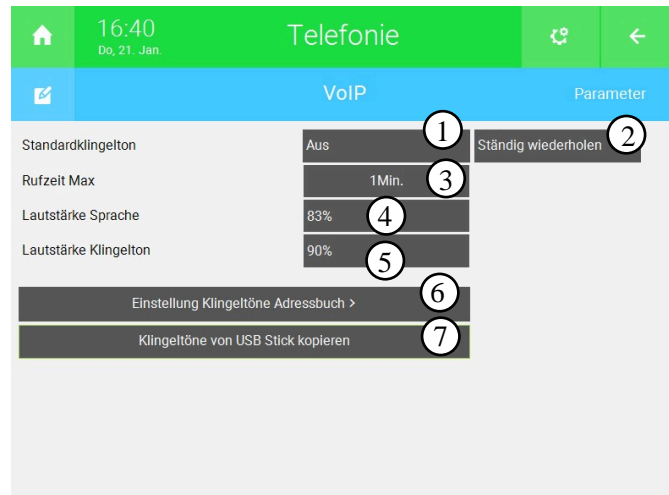 16:40
Do, 21. Jan.
Telefonie
VoIP
Parameter
Standardklingelton
Aus
1
Ständig wiederholen
2
Rufzeit Max
1Min.
3
Lautstärke Sprache
83%
4
Lautstärke Klingelton
90%
5
Einstellung Klingeltöne Adressbuch >
6
Klingeltöne von USB Stick kopieren
7